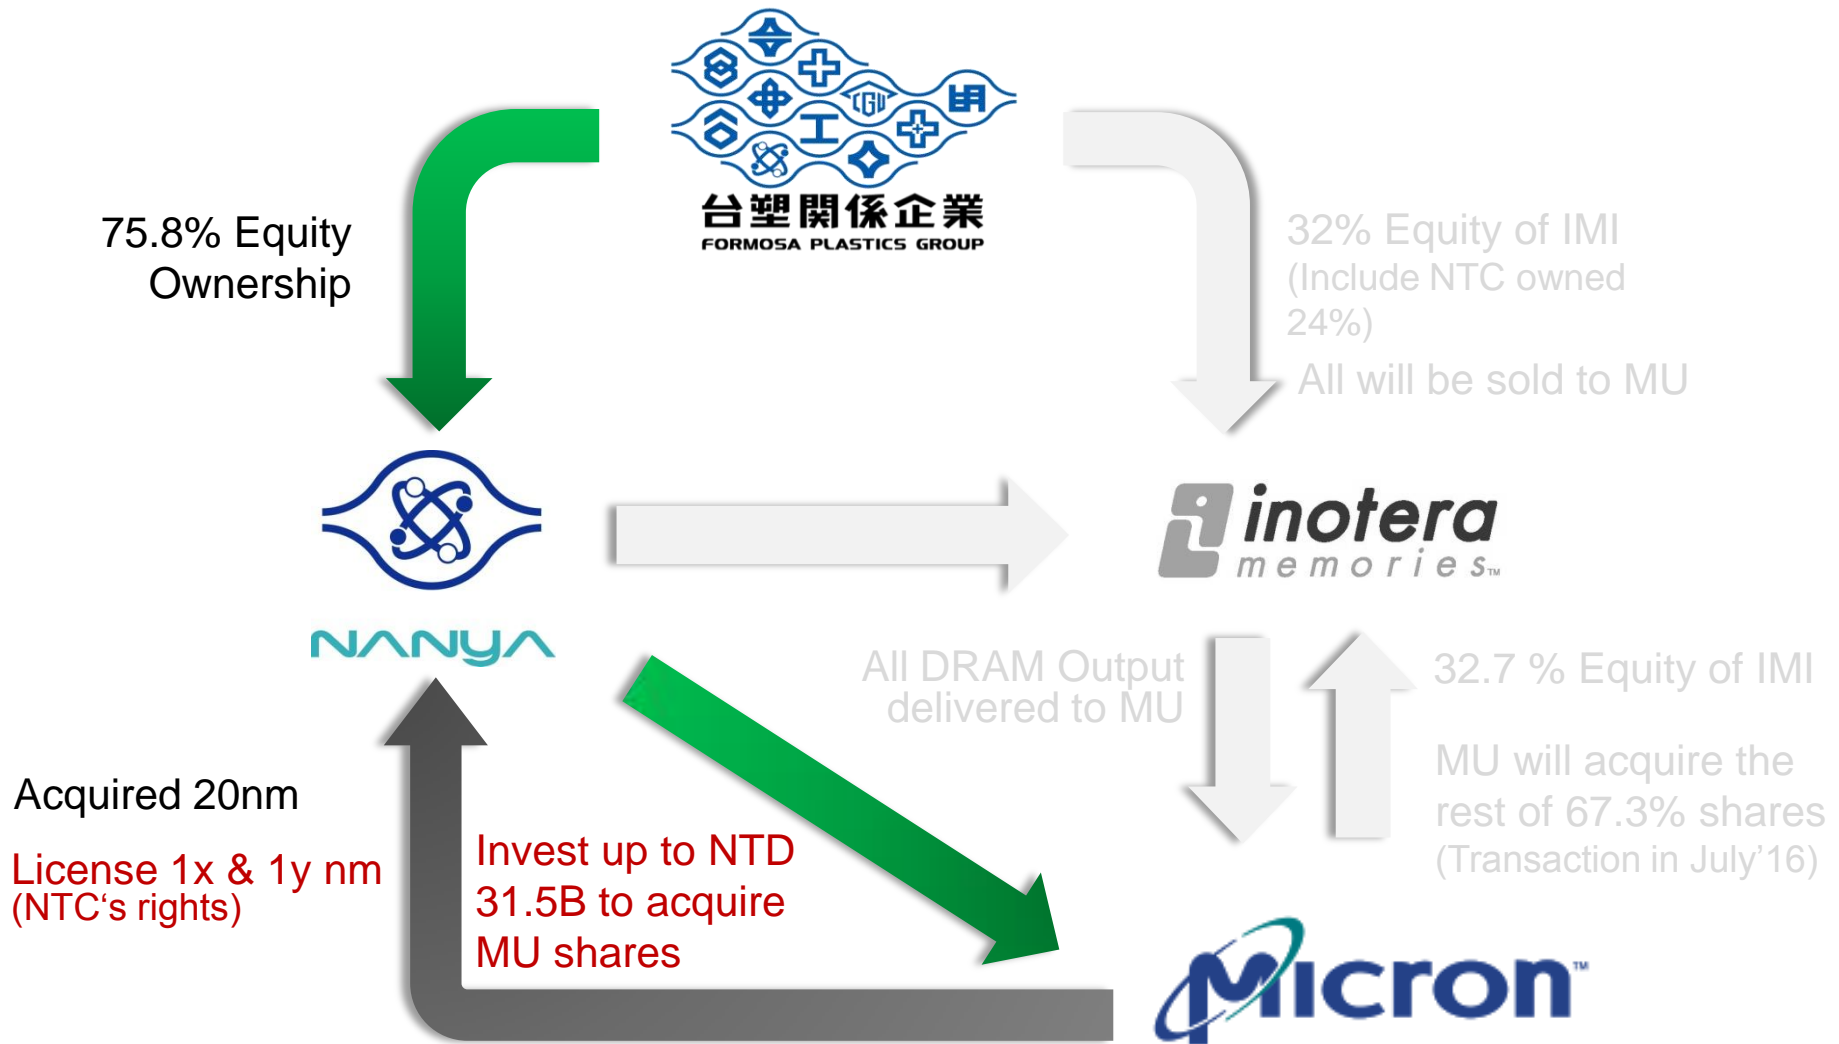 CGU
台塑關係企業
FORMOSA PLASTICS GROUP
75.8% Equity
Ownership
32% Equity of IMI
(Include NTC owned
24%)
All will be sold to MU
NANYA
inotera
memories™
All DRAM Output
delivered to MU
32.7 % Equity of IMI
MU will acquire the
rest of 67.3% shares
(Transaction in July’16)
Acquired 20nm
License 1x & 1y nm
(NTC‘s rights)
Invest up to NTD
31.5B to acquire
MU shares
Micron™